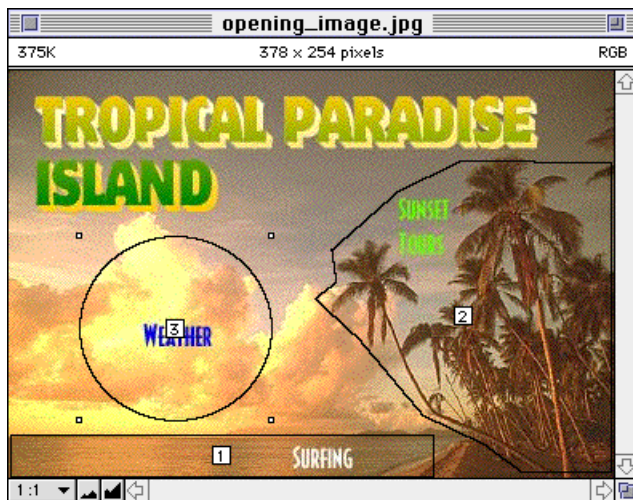 opening_image.jpg
375K 378 x 254 pixels RGB
TROPICAL PARADISE
ISLAND
SUNSET
TOURS
2
3
WEATHER
1
SURFING
1:1